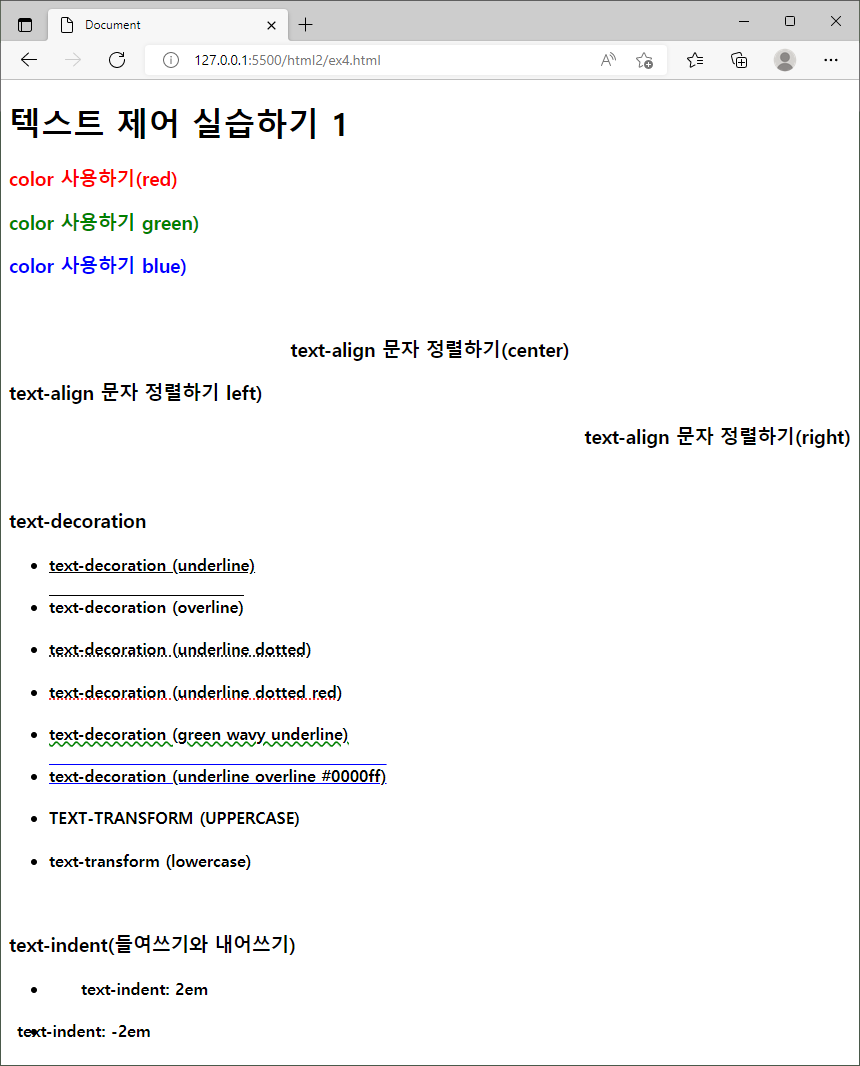 Document
127.0.0.1:5500/html2/ex4.html
텍스트 제어 실습하기 1
color 사용하기(red)
color 사용하기 green)
color 사용하기 blue)
text-align 문자 정렬하기(center)
text-align 문자 정렬하기 left)
text-align 문자 정렬하기(right)
text-decoration
text-decoration (underline)
text-decoration (overline)
text-decoration (underline dotted)
text-decoration (underline dotted red)
text-decoration (green wavy underline)
text-decoration (underline overline #0000ff)
TEXT-TRANSFORM (UPPERCASE)
text-transform (lowercase)
text-indent(들여쓰기와 내어쓰기)
text-indent: 2em
text-indent: -2em